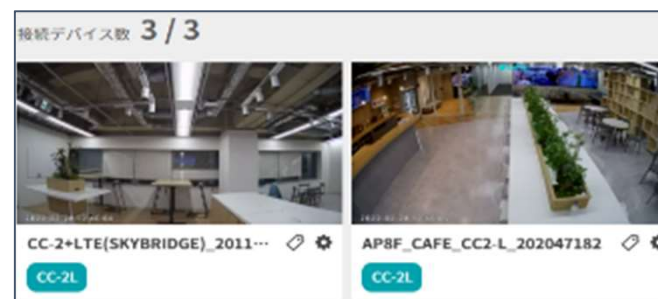 接続デバイス数 3 / 3
CC-2+LTE(SKYBRIDGE)_2011…
AP8F_CAFE_CC2-L_202047182
CC-2L
CC-2L